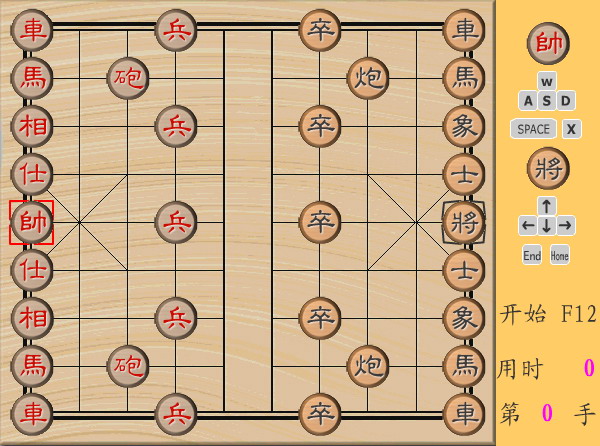 車 兵 卒 車
馬 砲 炮 馬
相 兵 卒 象
仕 士
帥 兵 卒 將
仕 士
相 兵 卒 象
馬 砲 炮 馬
車 兵 卒 車
帥
W
A S D
SPACE X
將
↑
← ↓ →
End Home
开始 F12
用时 0
第 0 手